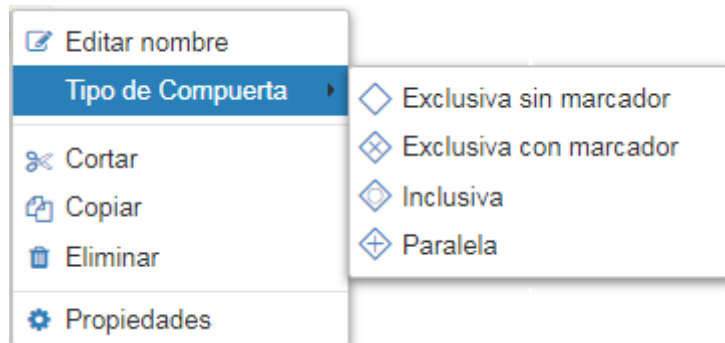 Editar nombre
Tipo de Compuerta
Cortar
Copiar
Eliminar
Propiedades
Exclusiva sin marcador
Exclusiva con marcador
Inclusiva
Paralela